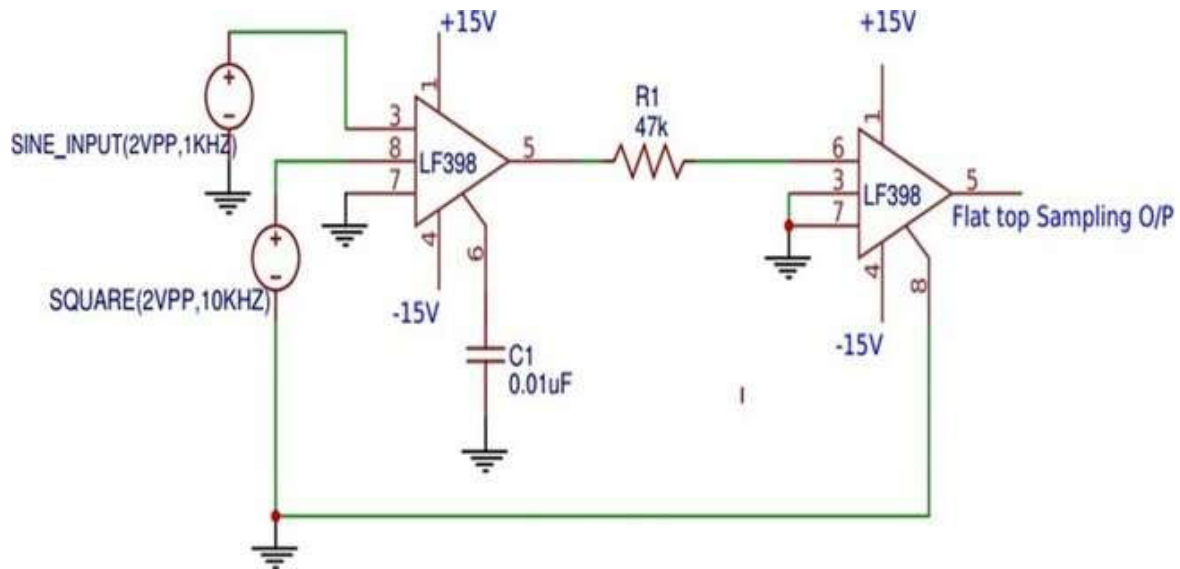 +15V
+15V
SINE_INPUT(2VPP,1KHZ)
1
3
8
7
LF398
5
4
6
-15V
SQUARE(2VPP,10KHZ)
C1
0.01uF
R1
47k
1
6
3
7
LF398
5
4
8
-15V
Flat top Sampling O/P
I